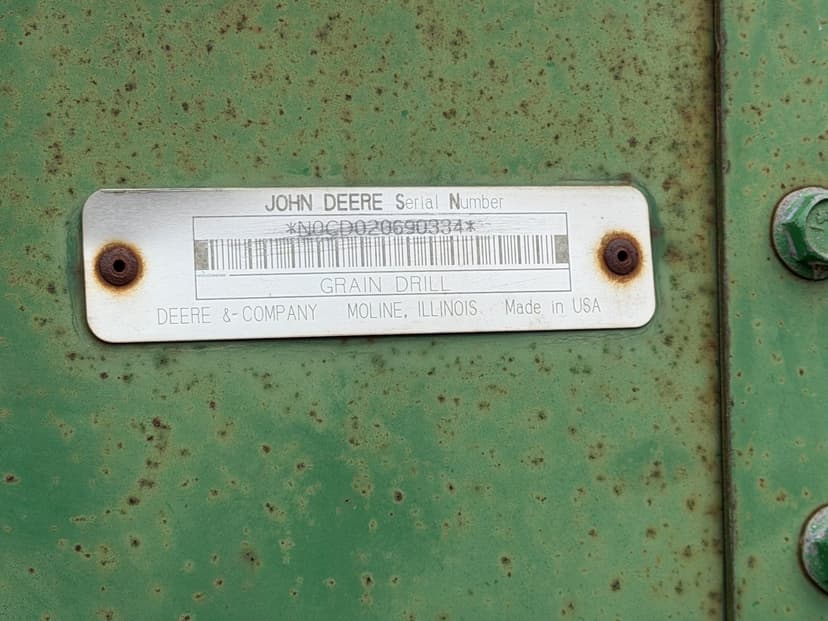 JOHN DEERE Serial Number
*N0CD020690334*
GRAIN DRILL
DEERE &-COMPANY MOLINE, ILLINOIS Made in USA